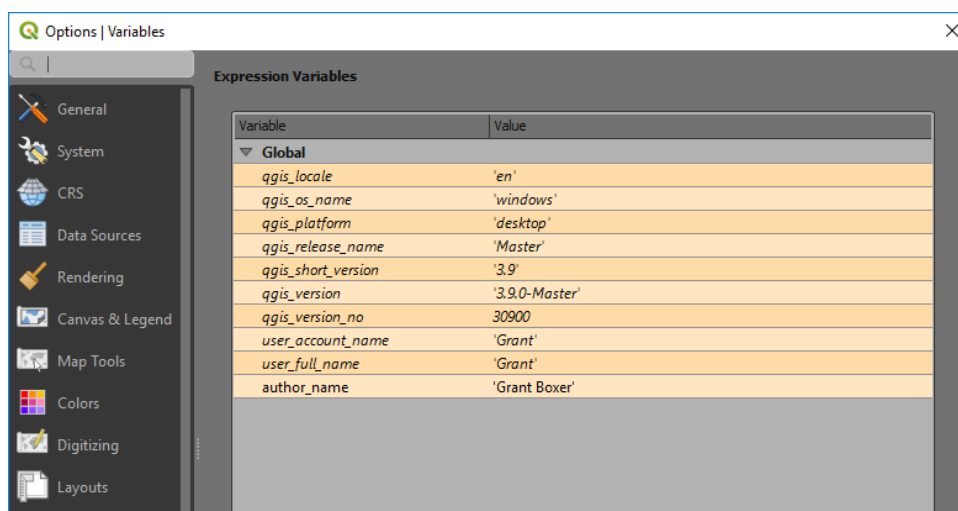 Options | Variables
General
System
CRS
Data Sources
Rendering
Canvas & Legend
Map Tools
Colors
Digitizing
Layouts
Expression Variables
Variable Value
Global
qgis_locale 'en'
qgis_os_name 'windows'
qgis_platform 'desktop'
qgis_release_name 'Master'
qgis_short_version '3.9'
qgis_version '3.9.0-Master'
qgis_version_no 30900
user_account_name 'Grant'
user_full_name 'Grant'
author_name 'Grant Boxer'